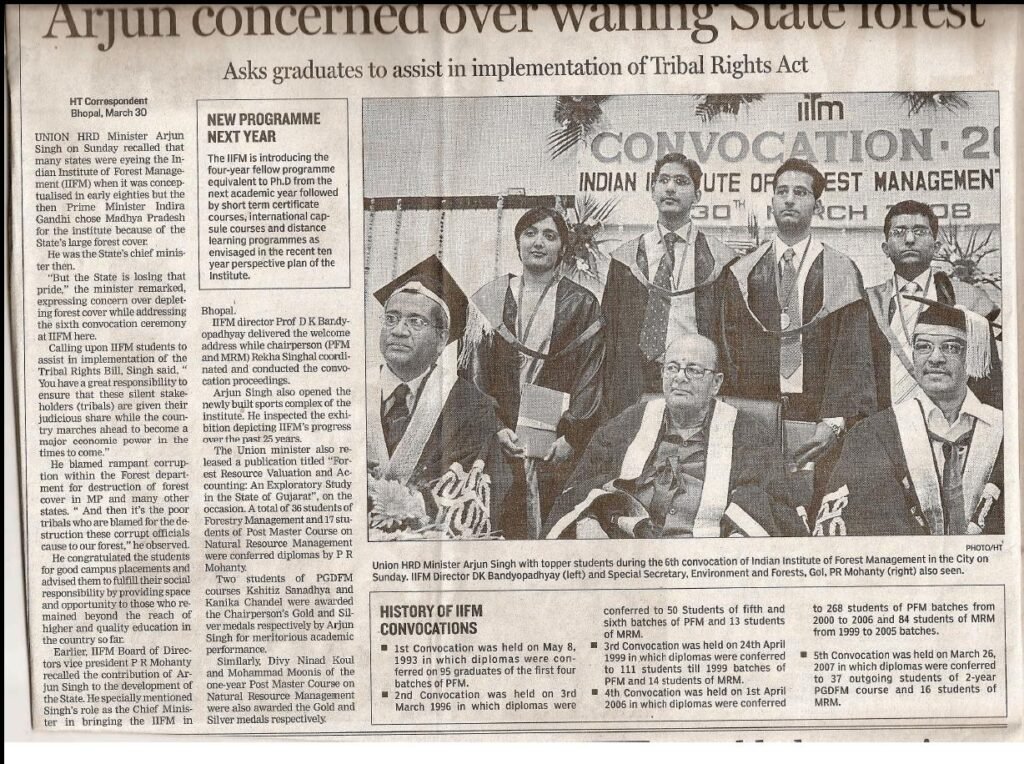 Arjun concerned over waning State forest
Asks graduates to assist in implementation of Tribal Rights Act
HT Correspondent
Bhopal, March 30
UNION HRD Minister Arjun
Singh on Sunday recalled that
many states were eyeing the In-
dian Institute of Forest Manage-
ment (IIFM) when it was concep-
tualised in early eighties but the
then Prime Minister Indira
Gandhi chose Madhya Pradesh
for the institute because of the
State's large forest cover.
He was the State's chief minis-
ter then.
"But the State is losing that
pride," the minister remarked,
expressing concern over deplet-
ing forest cover while addressing
the sixth convocation ceremony
at IIFM here.
Calling upon IIFM students to
assist in implementation of the
Tribal Rights Bill, Singh said, "
You have a great responsibility to
ensure that these silent stake-
holders (tribals) are given their
judicious share while the coun-
try marches ahead to become a
major economic power in the
times to come."
He blamed rampant corrup-
tion within the Forest depart-
ment for destruction of forest
cover in MP and many other
states. " And then it's the poor
tribals who are blamed for the de-
struction these corrupt officials
cause to our forest," he observed.
He congratulated the students
for good campus placements and
advised them to fulfill their social
responsibility by providing space
and opportunity to those who re-
mained beyond the reach of
higher and quality education in
the country so far.
Earlier, IIFM Board of Direc-
tors vice president P R Mohanty
recalled the contribution of Ar-
jun Singh to the development of
the State. He specially mentioned
Singh's role as the Chief Minis-
ter in bringing the IIFM in
NEW PROGRAMME
NEXT YEAR
The IIFM is introducing the
four-year fellow programme
equivalent to Ph.D from the
next academic year followed
by short term certificate
courses, international cap-
sule courses and distance
learning programmes as
envisaged in the recent ten
year perspective plan of the
Institute.
Bhopal.
IIFM director Prof D K Bandy-
opadhyay delivered the welcome
address while chairperson (PFM
and MRM) Rekha Singhal coordi-
nated and conducted the convo-
cation proceedings.
Arjun Singh also opened the
newly built sports complex of the
institute. He inspected the exhi-
bition depicting IIFM's progress
over the past 25 years.
The Union minister also re-
leased a publication titled "For-
est Resource Valuation and Ac-
counting: An Exploratory Study
in the State of Gujarat", on the
occasion. A total of 36 students of
Forestry Management and 17 stu-
dents of Post Master Course on
Natural Resource Management
were conferred diplomas by P R
Mohanty.
Two students of PGDFM
courses Kshitiz Sanadhya and
Kanika Chandel were awarded
the Chairperson's Gold and Sil-
ver medals respectively by Arjun
Singh for meritorious academic
performance.
Similarly, Divy Ninad Koul
and Mohammad Moonis of the
one-year Post Master Course on
Natural Resource Management
were also awarded the Gold and
Silver medals respectively.
iifm
CONVOCATION · 20
INDIAN I UTE OF EST MANAGEMENT
30TH RCH 2008
PHOTO/HT
Union HRD Minister Arjun Singh with topper students during the 6th convocation of Indian Institute of Forest Management in the City on
Sunday. IIFM Director DK Bandyopadhyay (left) and Special Secretary, Environment and Forests, GoI, PR Mohanty (right) also seen.
HISTORY OF IIFM
CONVOCATIONS
■ 1st Convocation was held on May 8,
1993 in which diplomas were con-
ferred on 95 graduates of the first four
batches of PFM.
■ 2nd Convocation was held on 3rd
March 1996 in which diplomas were
conferred to 50 Students of fifth and
sixth batches of PFM and 13 students
of MRM.
■ 3rd Convocation was held on 24th April
1999 in which diplomas were conferred
to 111 students till 1999 batches of
PFM and 14 students of MRM.
■ 4th Convocation was held on 1st April
2006 in which diplomas were conferred
to 268 students of PFM batches from
2000 to 2006 and 84 students of MRM
from 1999 to 2005 batches.
■ 5th Convocation was held on March 26,
2007 in which diplomas were conferred
to 37 outgoing students of 2-year
PGDFM course and 16 students of
MRM.